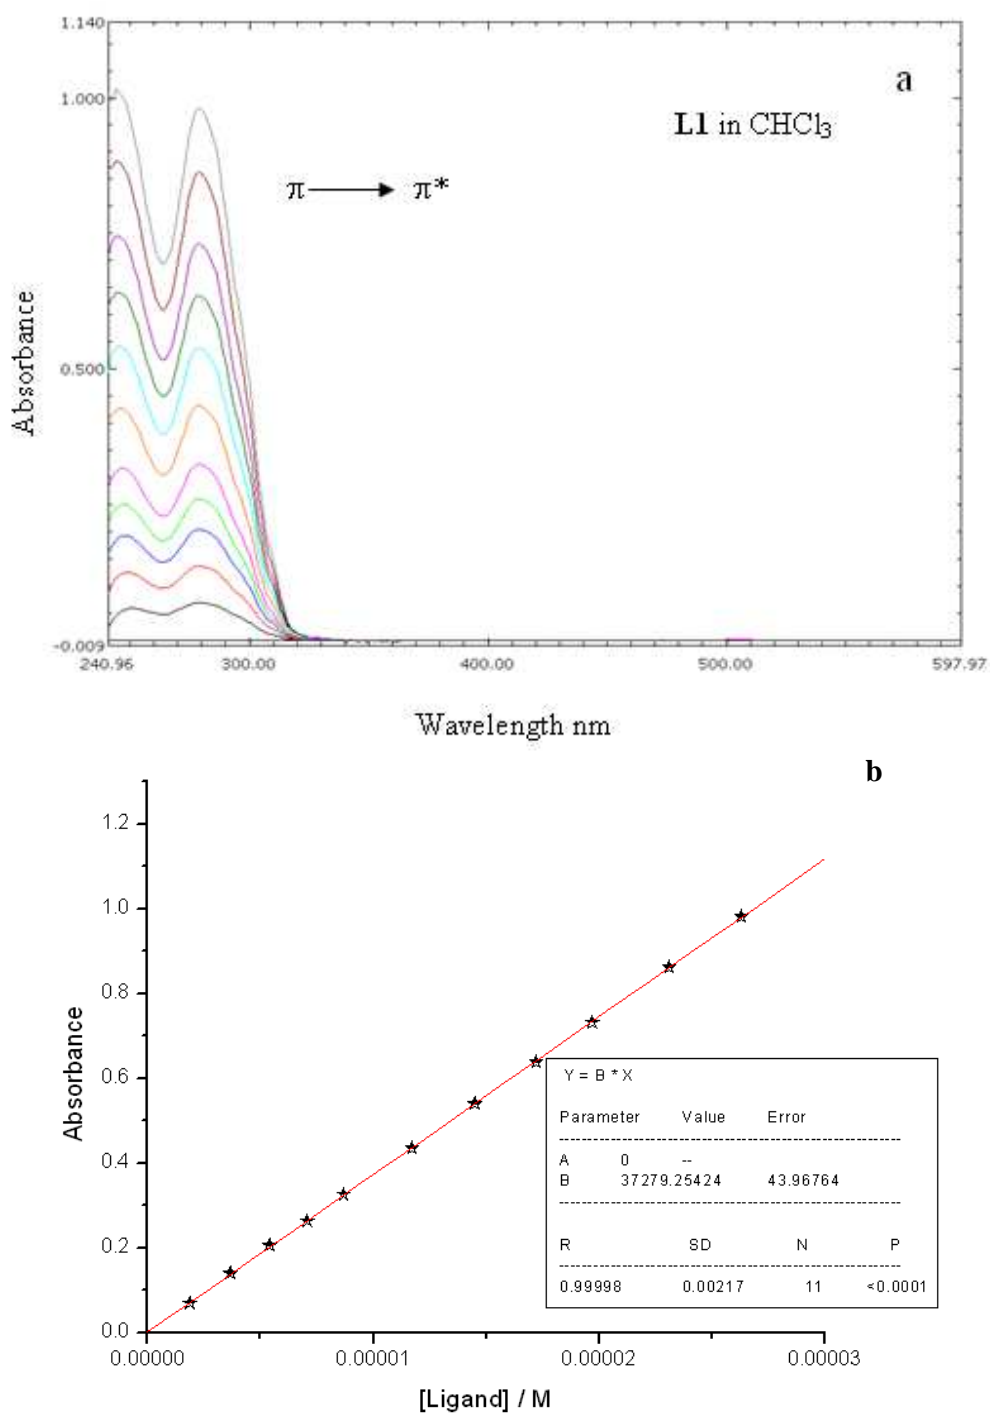 1.140
a
1.000
L1 in CHCl3
π → π*
Absorbance
0.500
-0.009
240.96 300.00 400.00 500.00 597.97
Wavelength nm
b
1.2
1.0
0.8
Absorbance
0.6
Y = B * X
Parameter Value Error
0.4
A 0 --
B 37279.25424 43.96764
0.2
R SD N P
0.99998 0.00217 11 <0.0001
0.0
0.00000 0.00001 0.00002 0.00003
[Ligand] / M